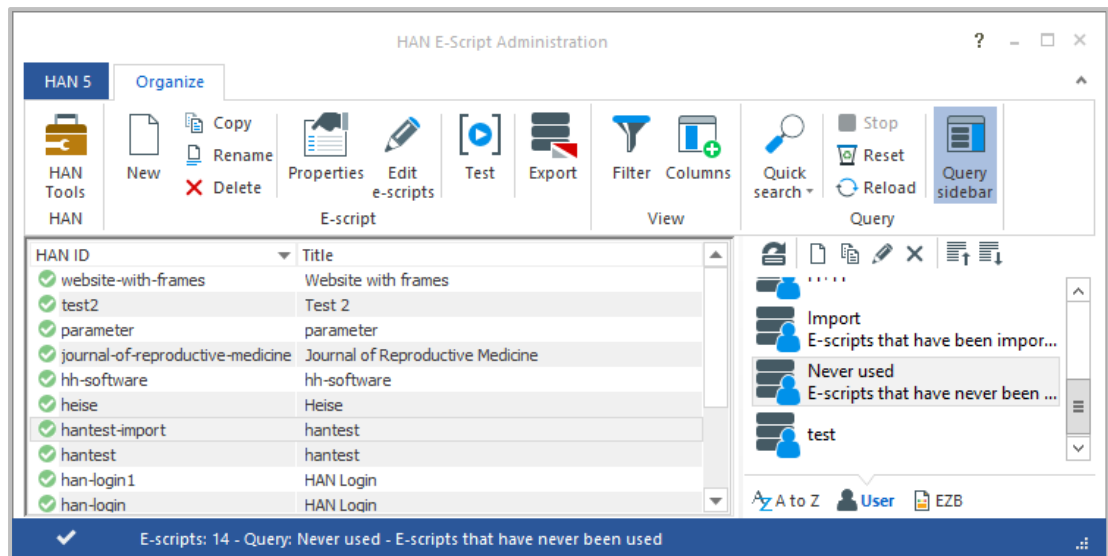 HAN E-Script Administration
?
HAN 5
Organize
HAN
Tools
New
Copy
Rename
Delete
Properties
Edit
e-scripts
Test
Export
Filter
Columns
Quick
search
Stop
Reset
Reload
Query
sidebar
HAN
E-script
View
Query
HAN ID
Title
website-with-frames
Website with frames
test2
Test 2
parameter
parameter
journal-of-reproductive-medicine
Journal of Reproductive Medicine
hh-software
hh-software
heise
Heise
hantest-import
hantest
hantest
hantest
han-login1
HAN Login
han-login
HAN Login
Import
E-scripts that have been impor...
Never used
E-scripts that have never been ...
test
A to Z
User
EZB
E-scripts: 14 - Query: Never used - E-scripts that have never been used